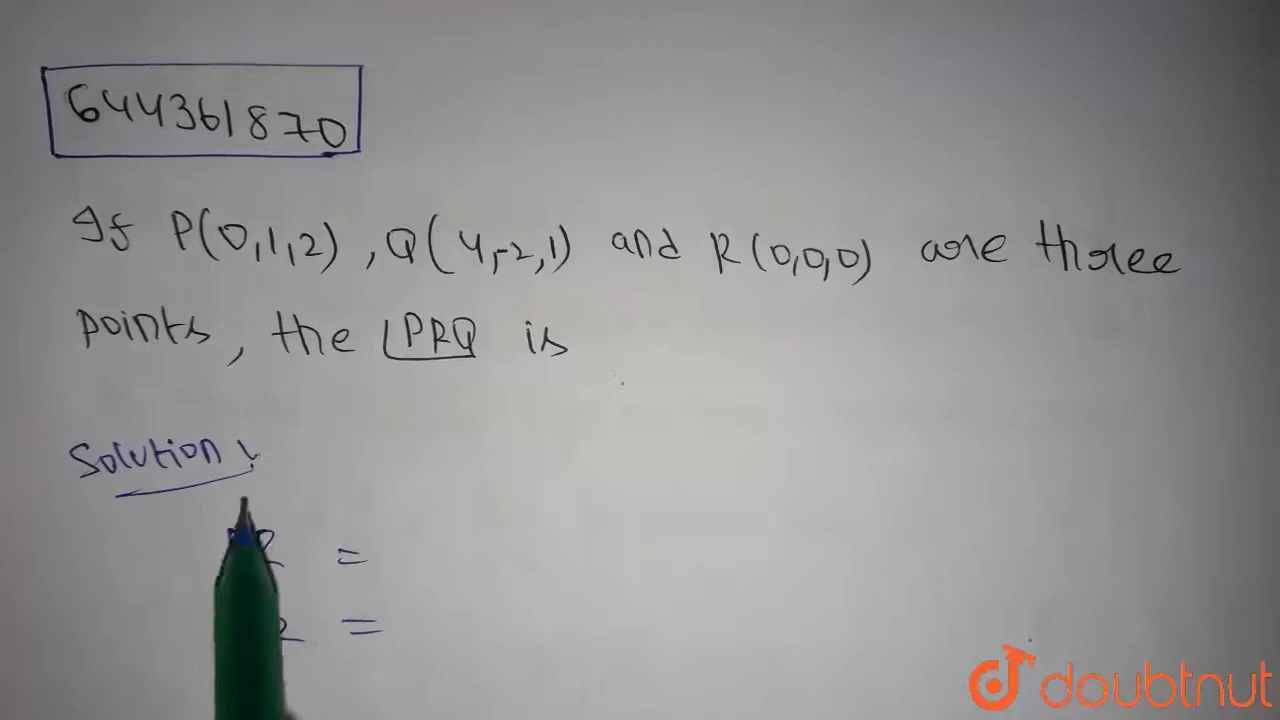 644361870
If P(0,1,2), Q(4,-2,1) and R(0,0,0) are three
points, the ∠PRQ is
Solution:
=
=
doubtnut